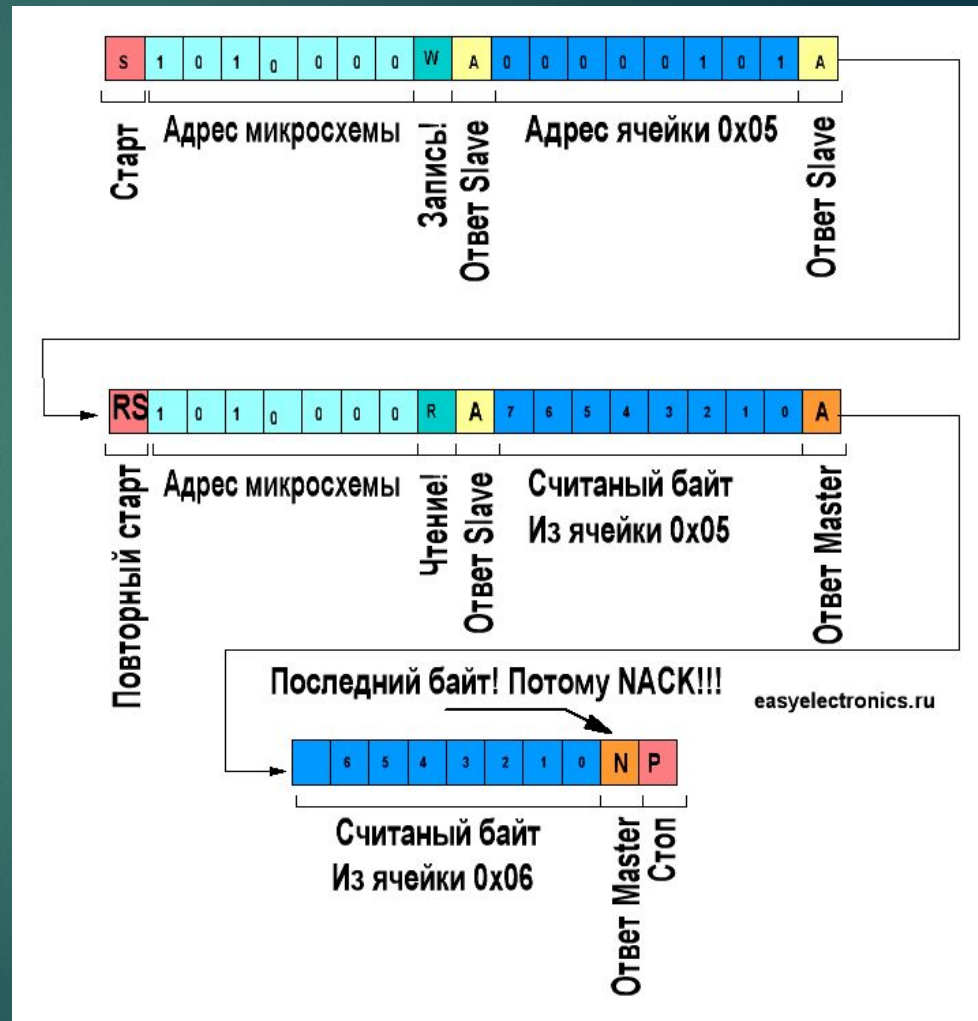 S 1 0 1 0 0 0 0 W A 0 0 0 0 0 1 0 1 A
Старт
Адрес микросхемы
Запись!
Ответ Slave
Адрес ячейки 0x05
Ответ Slave
RS 1 0 1 0 0 0 0 R A 7 6 5 4 3 2 1 0 A
Повторный старт
Адрес микросхемы
Чтение!
Ответ Slave
Считаный байт
Из ячейки 0x05
Ответ Master
Последний байт! Потому NACK!!!
easyelectronics.ru
6 5 4 3 2 1 0 N P
Считаный байт
Из ячейки 0x06
Ответ Master
Стоп